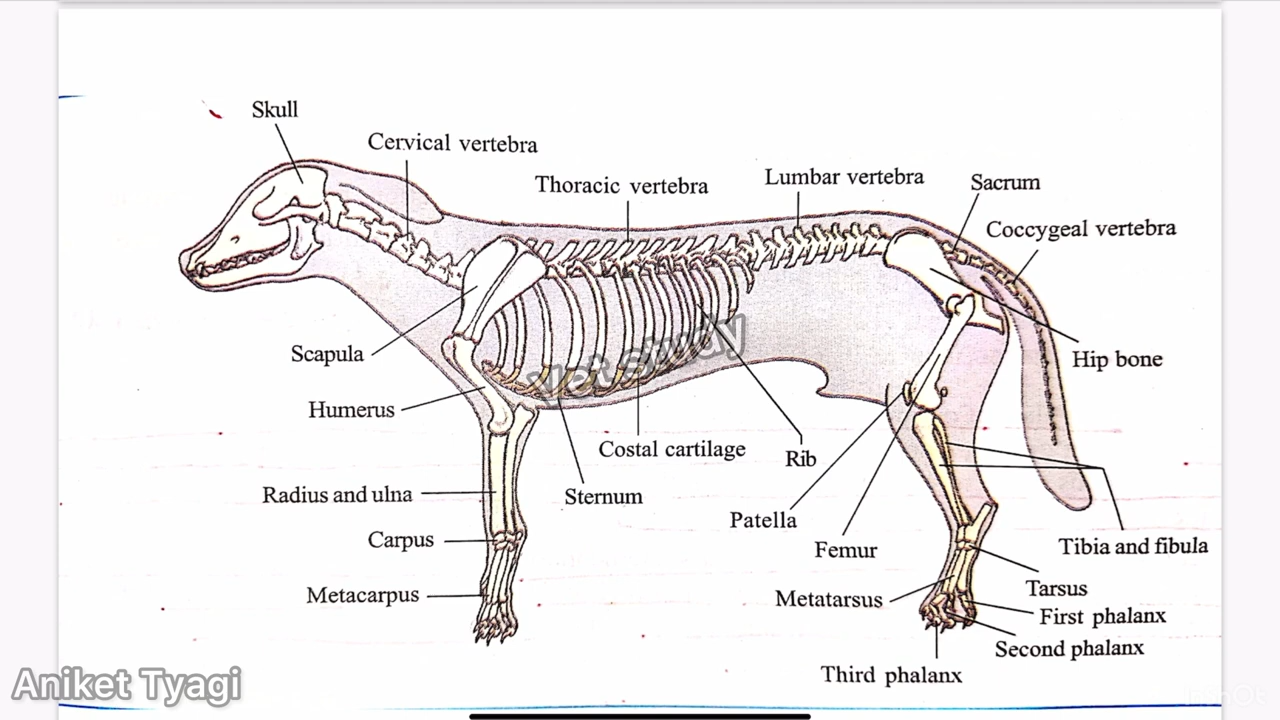 Skull
Cervical vertebra
Thoracic vertebra
Lumbar vertebra
Sacrum
Coccygeal vertebra
Scapula
Hip bone
Humerus
vet study
Costal cartilage
Rib
Radius and ulna
Sternum
Patella
Carpus
Femur
Tibia and fibula
Metacarpus
Metatarsus
Tarsus
First phalanx
Second phalanx
Third phalanx
Aniket Tyagi